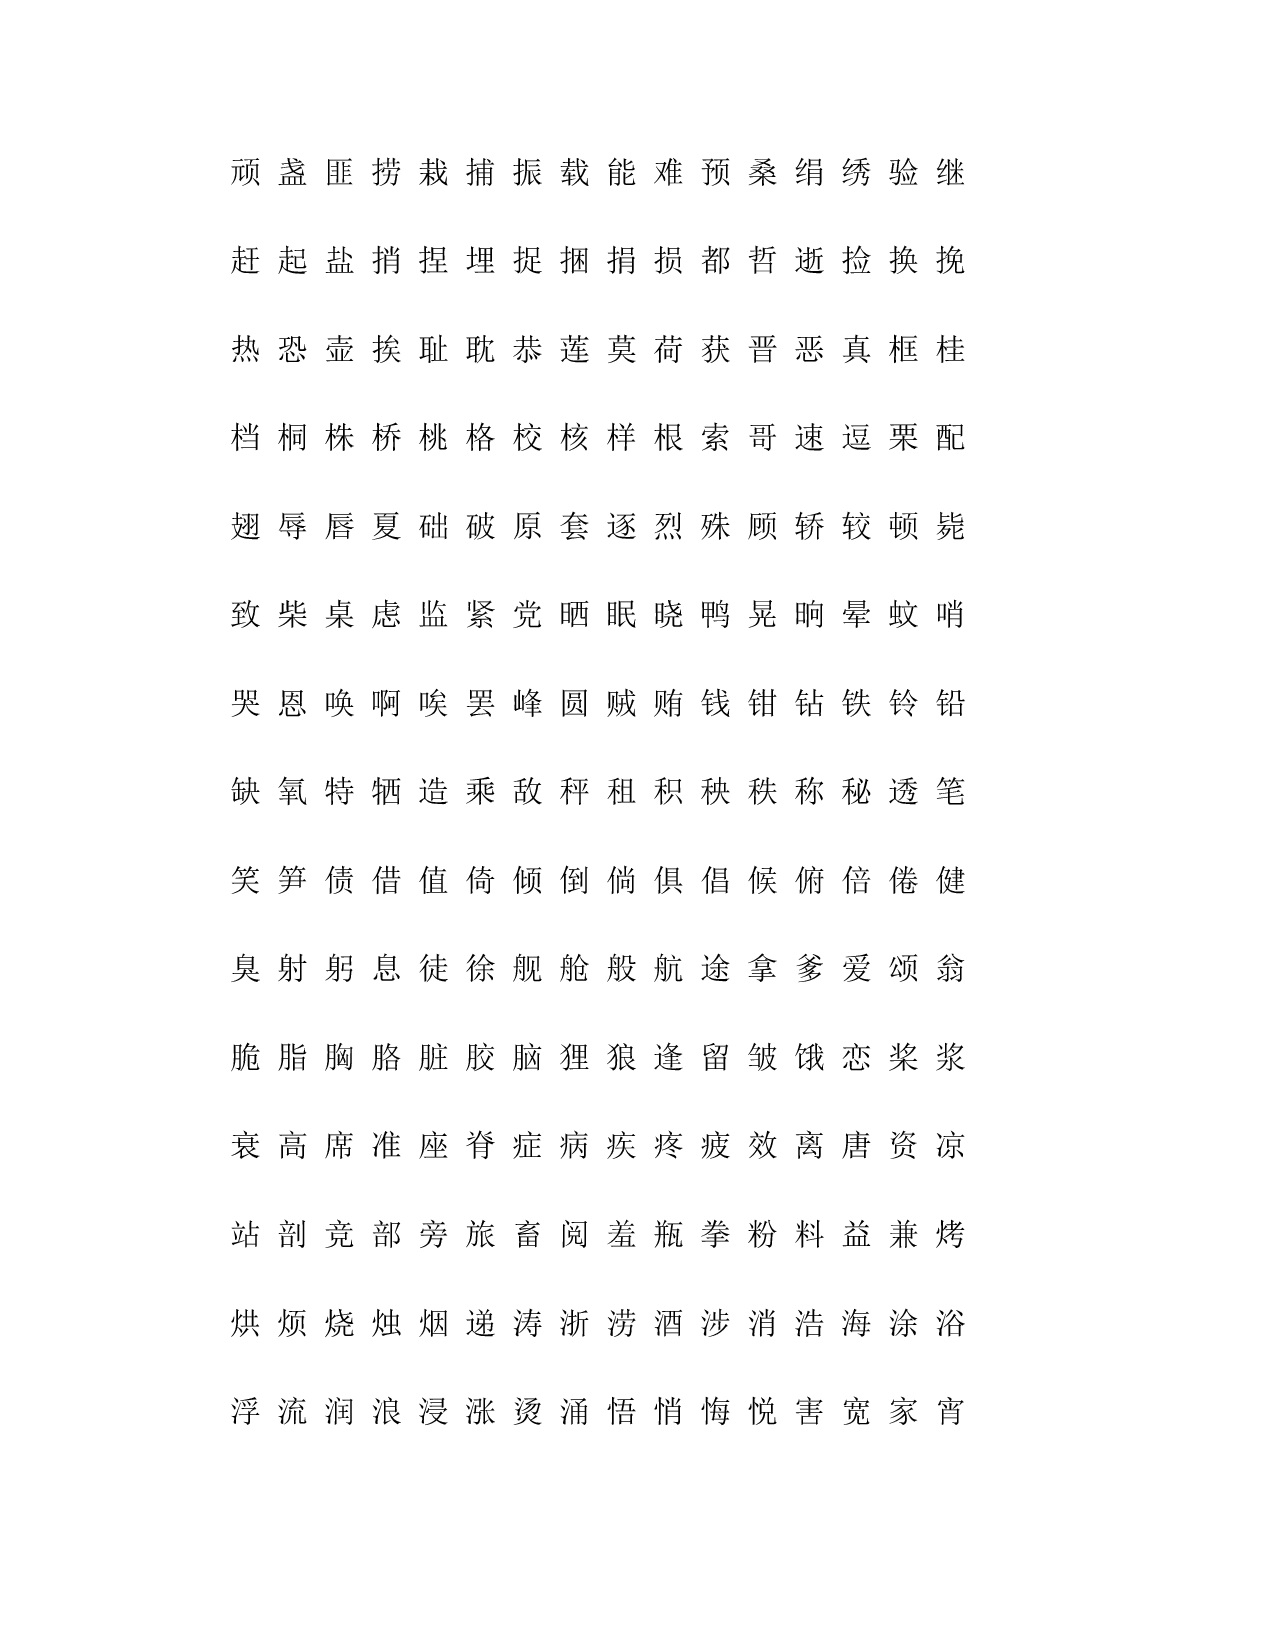 顽 盏 匪 捞 栽 捕 振 载 能 难 预 桑 绢 绣 验 继
赶 起 盐 捎 捏 埋 捉 捆 捐 损 都 哲 逝 捡 换 挽
热 恐 壶 挨 耻 耽 恭 莲 莫 荷 获 晋 恶 真 框 桂
档 桐 株 桥 桃 格 校 核 样 根 索 哥 速 逗 栗 配
翅 辱 唇 夏 础 破 原 套 逐 烈 殊 顾 轿 较 顿 毙
致 柴 桌 虑 监 紧 党 晒 眠 晓 鸭 晃 晌 晕 蚊 哨
哭 恩 唤 啊 唉 罢 峰 圆 贼 贿 钱 钳 钻 铁 铃 铅
缺 氧 特 牺 造 乘 敌 秤 租 积 秧 秩 称 秘 透 笔
笑 笋 债 借 值 倚 倾 倒 倘 俱 倡 候 俯 倍 倦 健
臭 射 躬 息 徒 徐 舰 舱 般 航 途 拿 爹 爱 颂 翁
脆 脂 胸 胳 脏 胶 脑 狸 狼 逢 留 皱 饿 恋 桨 浆
衰 高 席 准 座 脊 症 病 疾 疼 疲 效 离 唐 资 凉
站 剖 竞 部 旁 旅 畜 阅 羞 瓶 拳 粉 料 益 兼 烤
烘 烦 烧 烛 烟 递 涛 浙 涝 酒 涉 消 浩 海 涂 浴
浮 流 润 浪 浸 涨 烫 涌 悟 悄 悔 悦 害 宽 家 宵